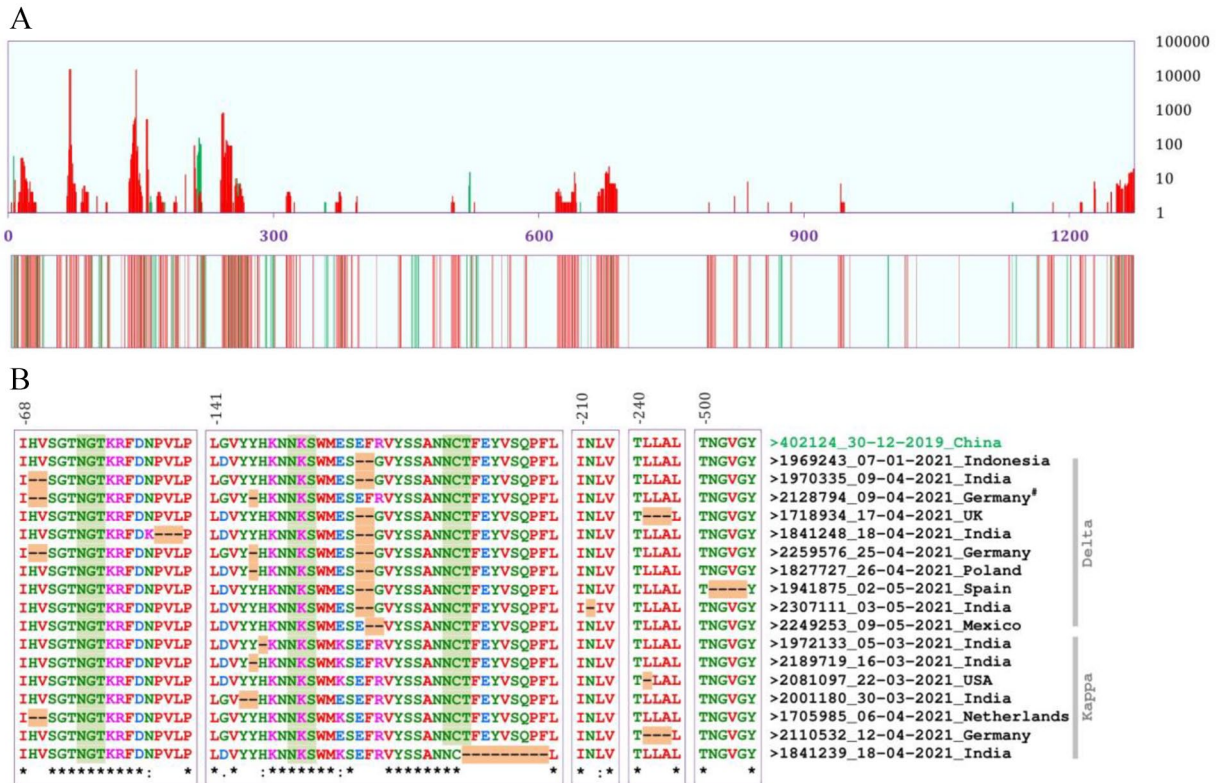 A
100000
10000
1000
100
10
1
0 300 600 900 1200
B
-68 -141 -210 -240 -500
IHVSGTNGTKRFDNPVLP LGVYYHKNNKSWMESEFRVYSSANNCTFEYVSQPFL INLV TLLAL TNGVGY >402124_30-12-2019_China
IHVSGTNGTKRFDNPVLP LDVYYHKNNKSWMES--GVYSSANNCTFEYVSQPFL INLV TLLAL TNGVGY >1969243_07-01-2021_Indonesia
I--SGTNGTKRFDNPVLP LDVYYHKNNKSWMES--GVYSSANNCTFEYVSQPFL INLV TLLAL TNGVGY >1970335_09-04-2021_India
I--SGTNGTKRFDNPVLP LDVY-HKNNKSWMESEFRVYSSANNCTFEYVSQPFL INLV TLLAL TNGVGY >2128794_09-04-2021_Germany#
IHVSGTNGTKRFDNPVLP LDVYYHKNNKSWMES--GVYSSANNCTFEYVSQPFL INLV T---L TNGVGY >1718934_17-04-2021_UK
IHVSGTNGTKRFDK---P LDVYYHKNNKSWMES--GVYSSANNCTFEYVSQPFL INLV TLLAL TNGVGY >1841248_18-04-2021_India
I--SGTNGTKRFDNPVLP LGVY-HKNNKSWMES--GVYSSANNCTFEYVSQPFL INLV TLLAL TNGVGY >2259576_25-04-2021_Germany
IHVSGTNGTKRFDNPVLP LDVY-HKNNKSWMES--GVYSSANNCTFEYVSQPFL INLV TLLAL TNGVGY >1827727_26-04-2021_Poland
IHVSGTNGTKRFDNPVLP LDVYYHKNNKSWMES--GVYSSANNCTFEYVSQPFL INLV TLLAL T----Y >1941875_02-05-2021_Spain
IHVSGTNGTKRFDNPVLP LDVYYHKNNKSWMES--GVYSSANNCTFEYVSQPFL I-IV TLLAL TNGVGY >2307111_03-05-2021_India
IHVSGTNGTKRFDNPVLP LDVYYHKNNKSWMESE--VYSSANNCTFEYVSQPFL INLV TLLAL TNGVGY >2249253_09-05-2021_Mexico
IHVSGTNGTKRFDNPVLP LDVYY-KNNKSWMKSEFRVYSSANNCTFEYVSQPFL INLV TLLAL TNGVGY >1972133_05-03-2021_India
IHVSGTNGTKRFDNPVLP LDVY-HKNNKSWMESEFRVYSSANNCTFEYVSQPFL INLV TLLAL TNGVGY >2189719_16-03-2021_India
IHVSGTNGTKRFDNPVLP LDVYYHKNNKSWMESEFRVYSSANNCTFEYVSQPFL INLV T-LAL TNGVGY >2081097_22-03-2021_USA
IHVSGTNGTKRFDNPVLP LGV--HKNNKSWMESEFRVYSSANNCTFEYVSQPFL INLV TLLAL TNGVGY >2001180_30-03-2021_India
I--SGTNGTKRFDNPVLP LDVYYHKNNKSWMKSEFRVYSSANNCTFEYVSQPFL INLV TLLAL TNGVGY >1705985_06-04-2021_Netherlands
IHVSGTNGTKRFDNPVLP LDVYYHKNNKSWMESEFRVYSSANNCTFEYVSQPFL INLV T---L TNGVGY >2110532_12-04-2021_Germany
IHVSGTNGTKRFDNPVLP LDVYYHKNNKSWMKSEFRVYSSANNC---------L INLV TLLAL TNGVGY >1841239_18-04-2021_India
* **********: * *.* :*******:* ********* * * :* * * * *
Delta
Kappa